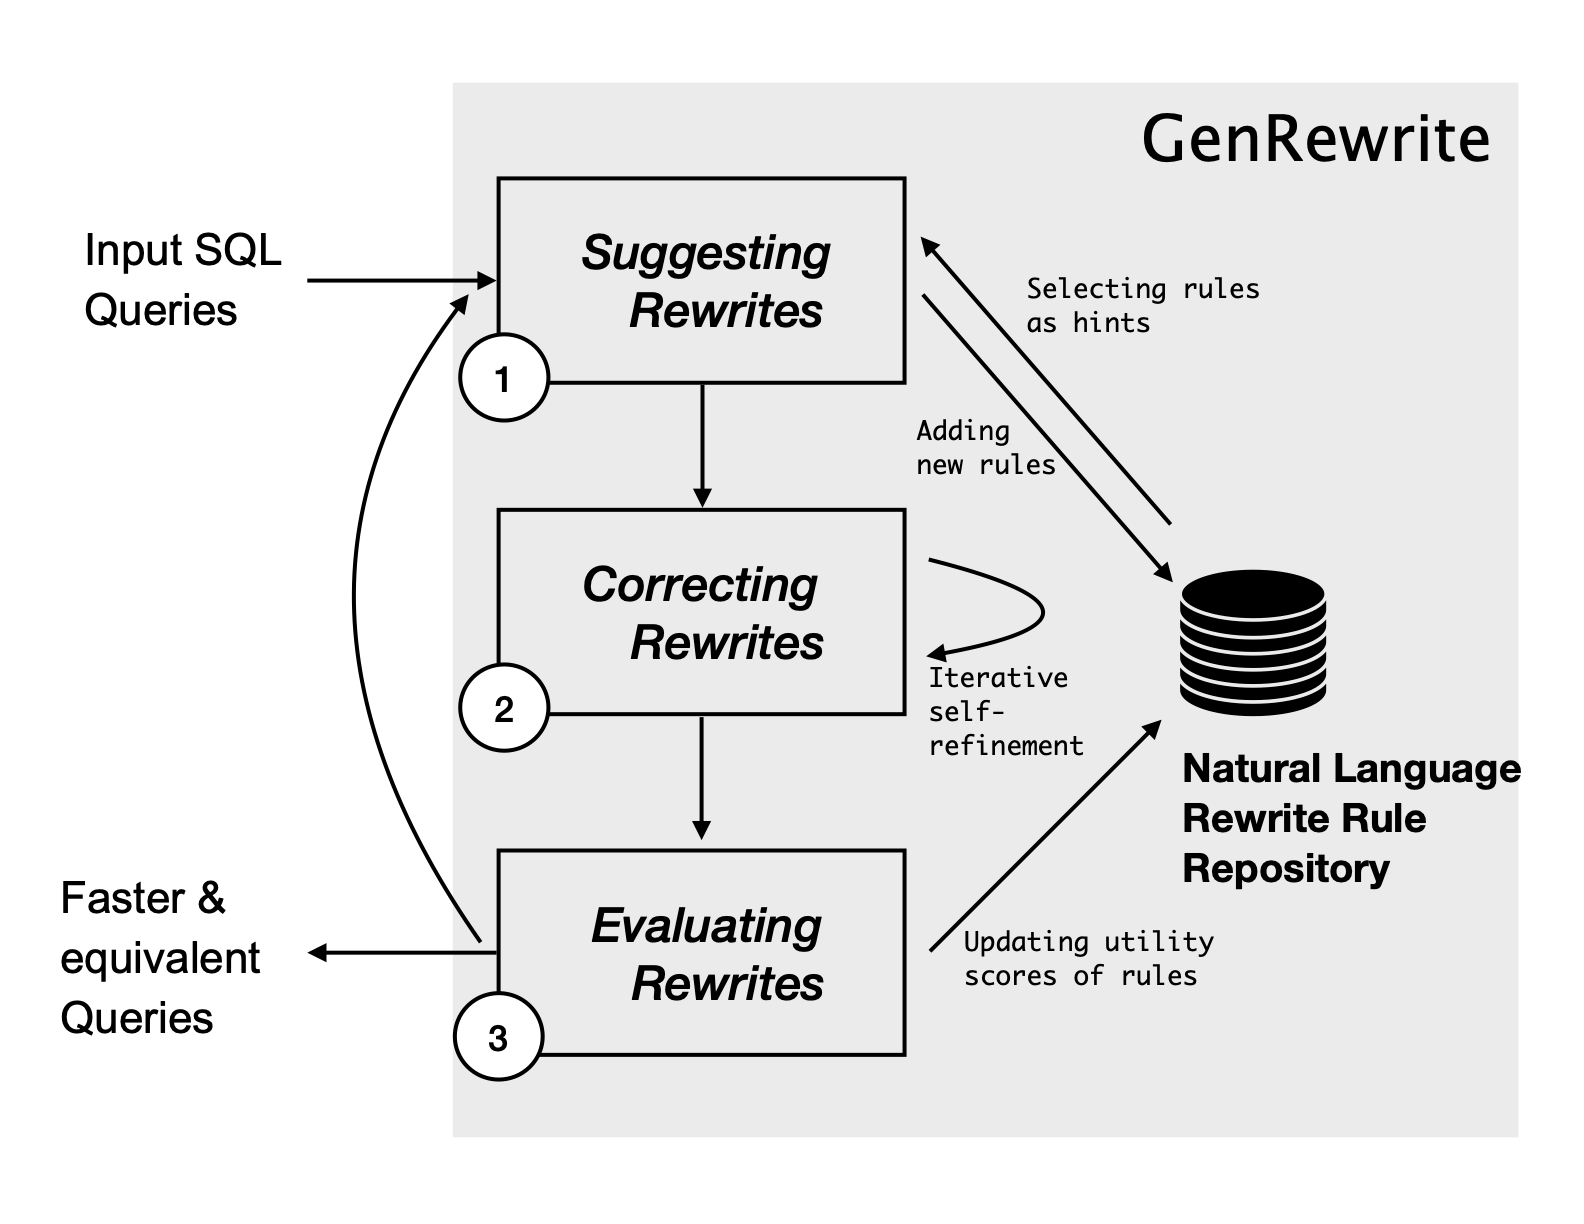 GenRewrite
Input SQL
Queries
Suggesting
Rewrites
1
Selecting rules
as hints
Adding
new rules
Correcting
Rewrites
2
Iterative
self-
refinement
Natural Language
Rewrite Rule
Repository
Faster &
equivalent
Queries
Evaluating
Rewrites
3
Updating utility
scores of rules